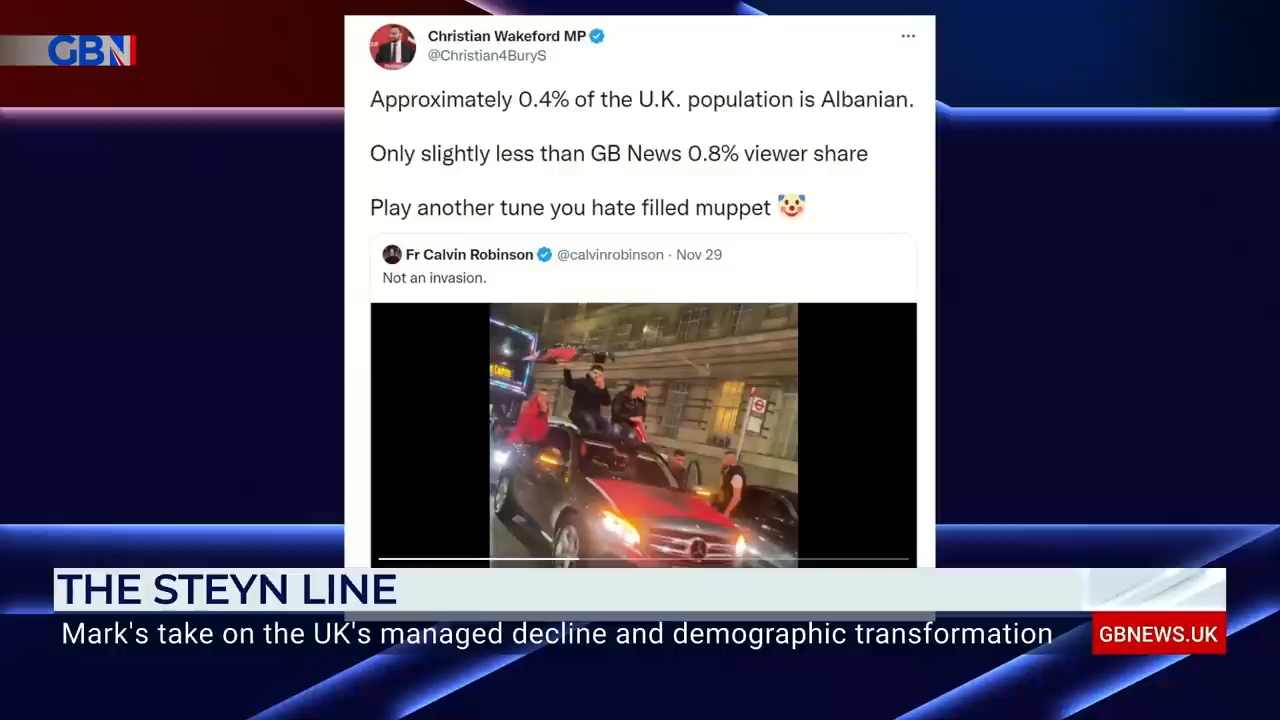 GBN
Christian Wakeford MP
@Christian4BuryS
Approximately 0.4% of the U.K. population is Albanian.
Only slightly less than GB News 0.8% viewer share
Play another tune you hate filled muppet 🤡
Fr Calvin Robinson @calvinrobinson · Nov 29
Not an invasion.
THE STEYN LINE
Mark's take on the UK's managed decline and demographic transformation
GBNEWS.UK